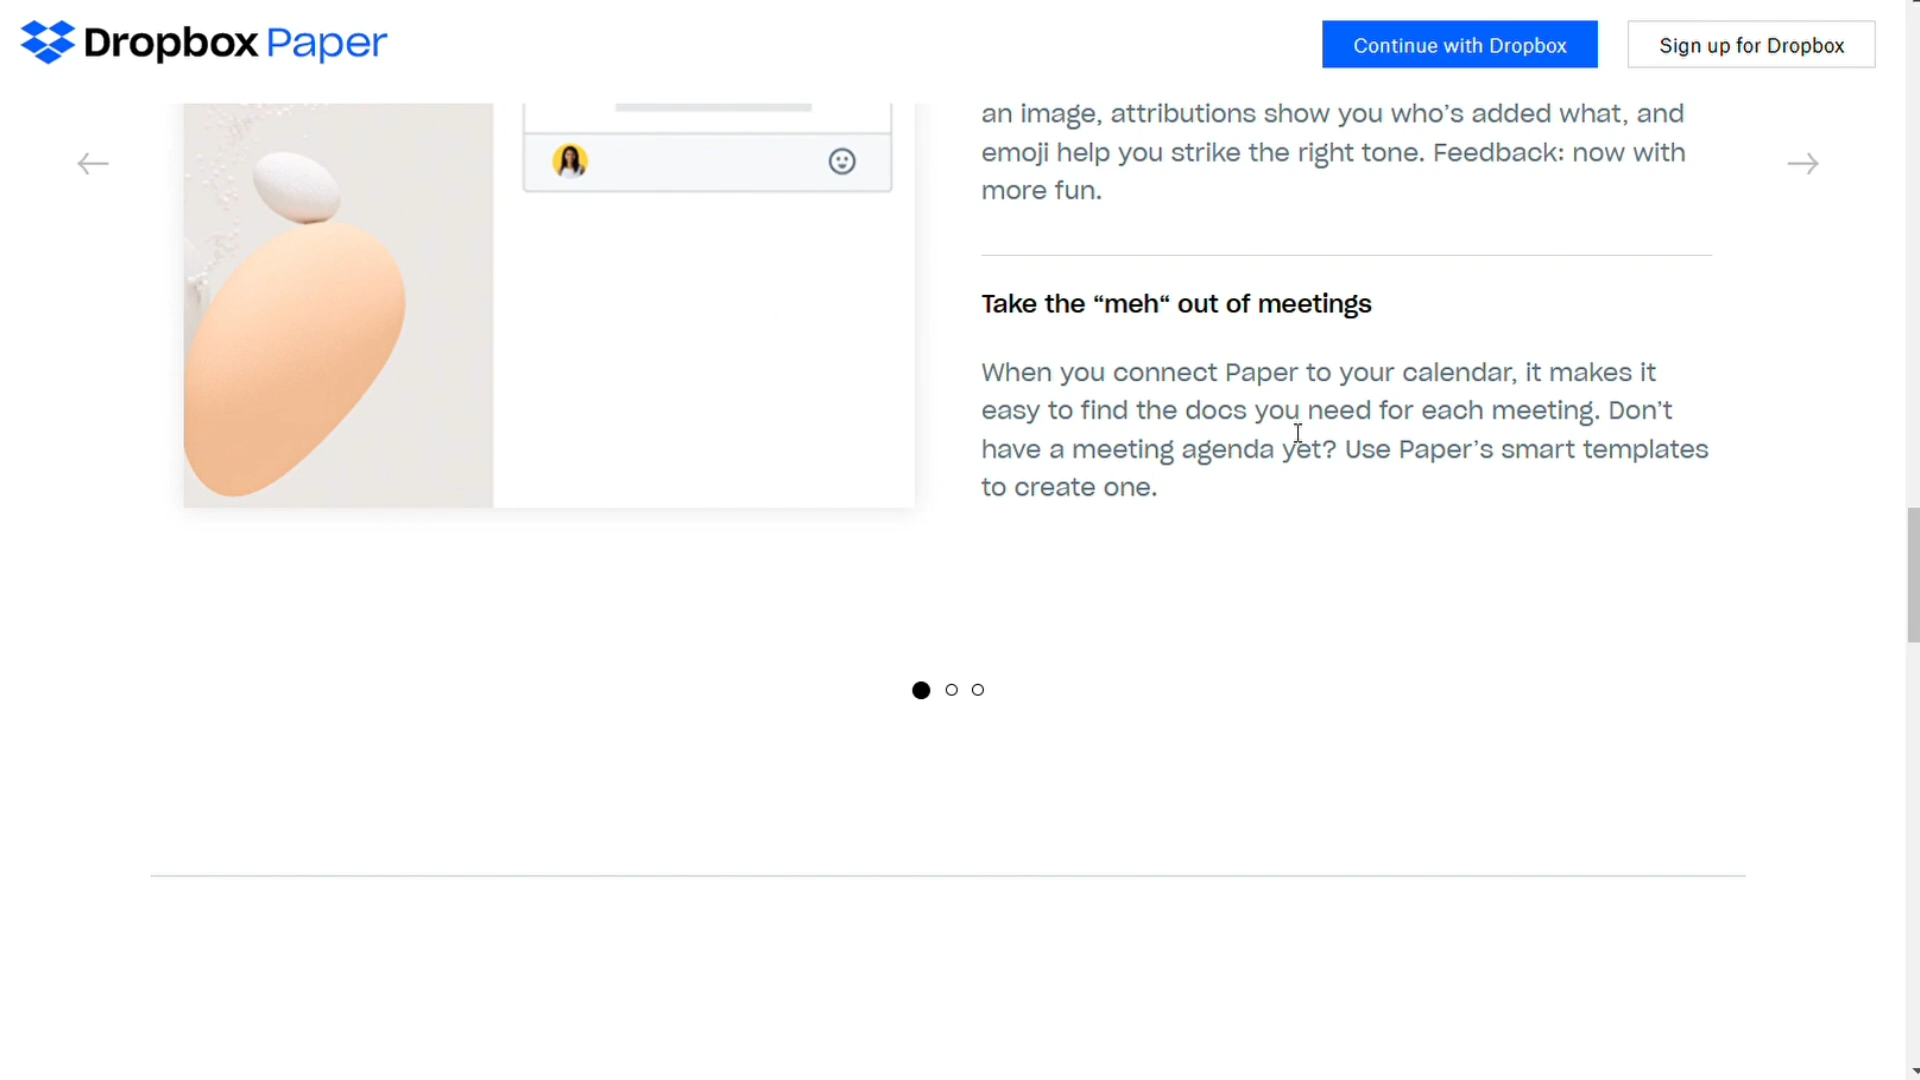 Dropbox Paper
Continue with Dropbox
Sign up for Dropbox
an image, attributions show you who’s added what, and
emoji help you strike the right tone. Feedback: now with
more fun.
Take the “meh“ out of meetings
When you connect Paper to your calendar, it makes it
easy to find the docs you need for each meeting. Don’t
have a meeting agenda yet? Use Paper’s smart templates
to create one.